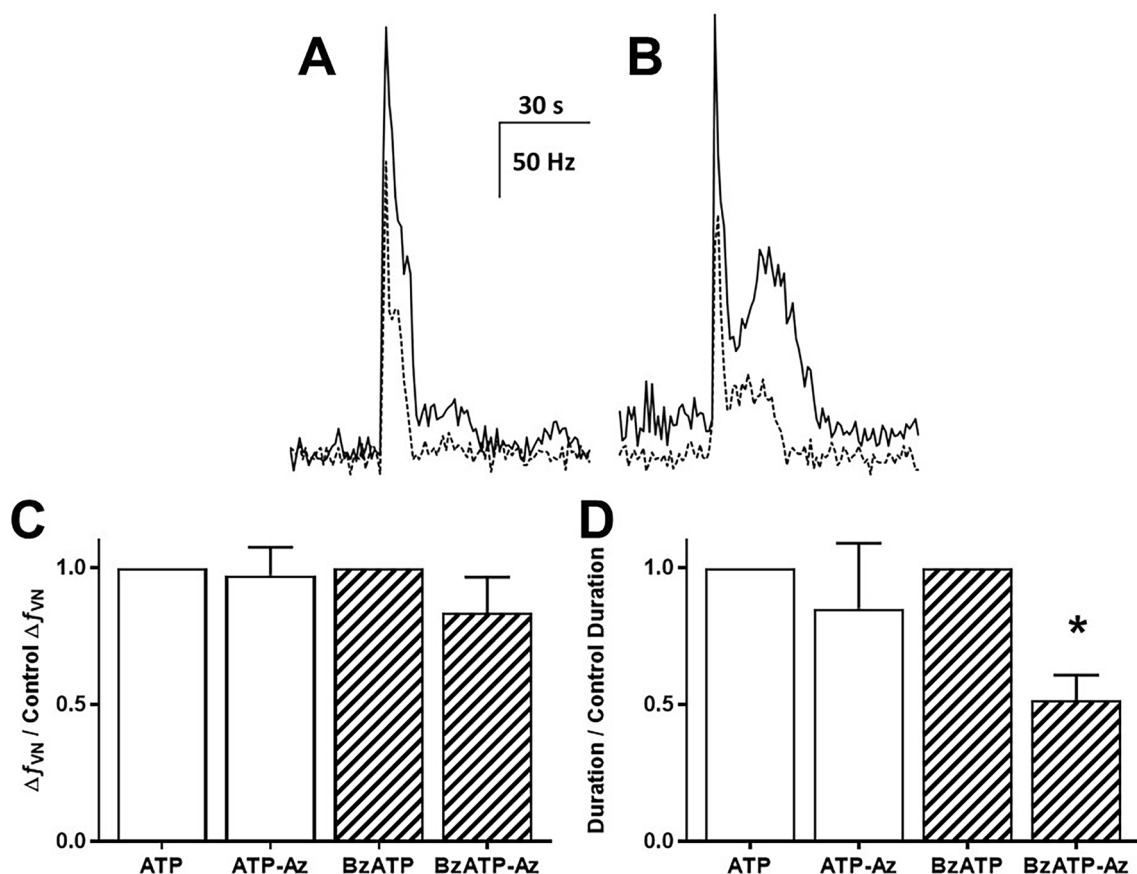 A
B
30 s
50 Hz
C
Δf_VN / Control Δf_VN
1.0
0.5
0.0
ATP
ATP-Az
BzATP
BzATP-Az
D
Duration / Control Duration
1.0
0.5
0.0
*
ATP
ATP-Az
BzATP
BzATP-Az